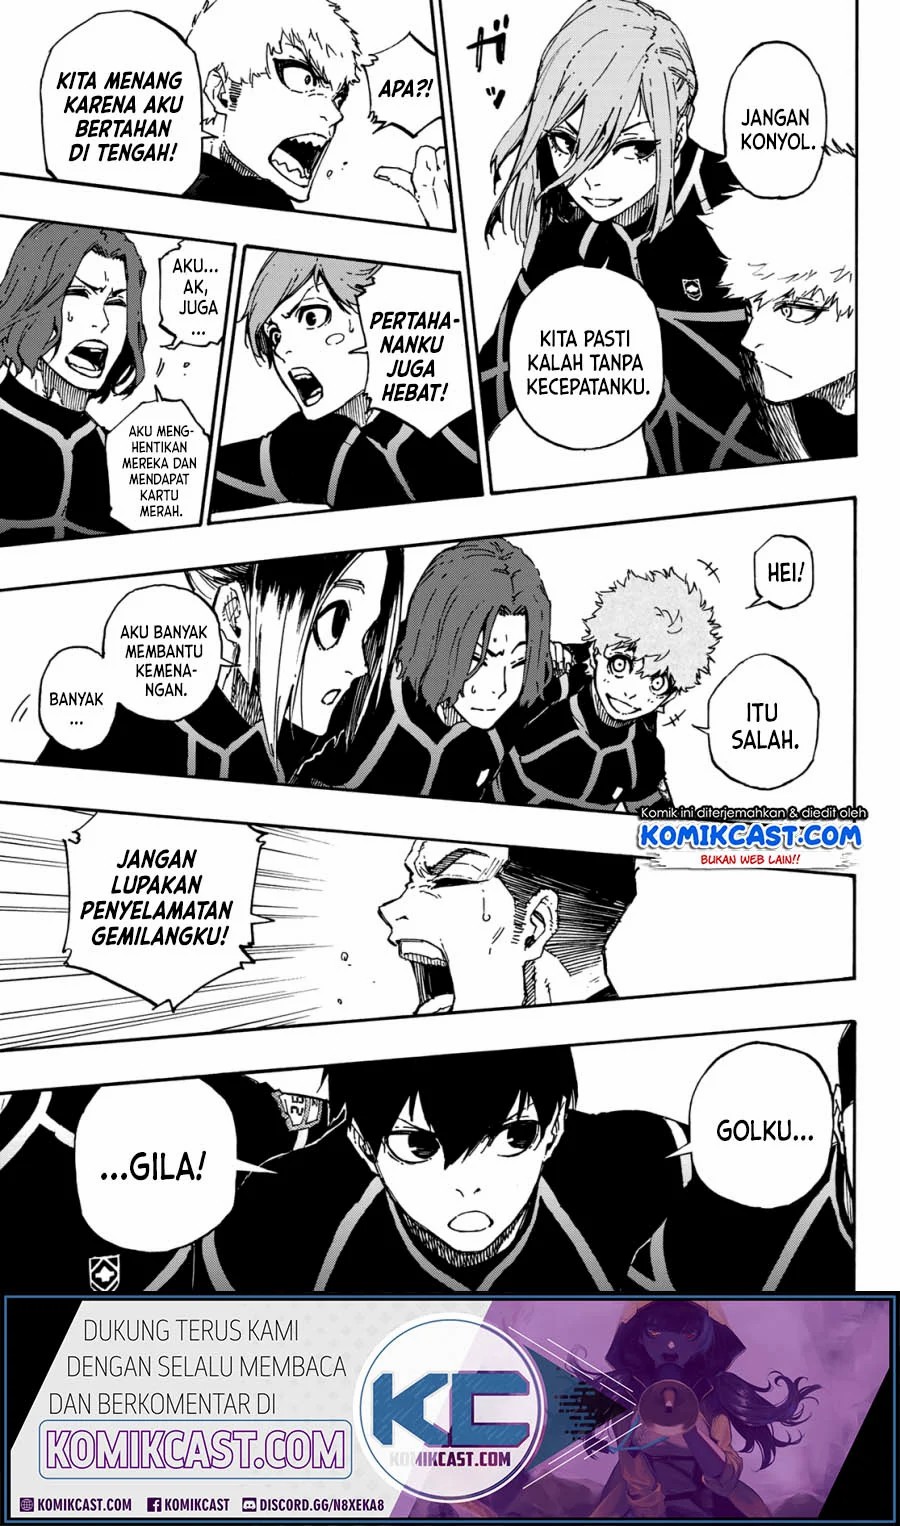 JANGAN
KONYOL.
KITA PASTI
KALAH TANPA
KECEPATANKU.
ガ
ッ
APA?!
KITA MENANG
KARENA AKU
BERTAHAN
DI TENGAH!
PERTAHA-
NANKU
JUGA
HEBAT!
AKU...
AK,
JUGA
...
AKU MENG-
HENTIKAN
MEREKA DAN
MENDAPAT
KARTU
MERAH.
HEI!
ITU
SALAH.
AKU BANYAK
MEMBANTU
KEMENA-
NGAN.
BANYAK
...
Komik ini diterjemahkan & diedit oleh
KOMIKCAST.COM
BUKAN WEB LAIN!!
JANGAN
LUPAKAN
PENYELAMATAN
GEMILANGKU!
GOLKU...
...GILA!
DUKUNG TERUS KAMI
DENGAN SELALU MEMBACA
DAN BERKOMENTAR DI
KOMIKCAST.COM
KC
KOMIKCAST.COM
KOMIKCAST.COM
KOMIKCAST
DISCORD.GG/N8XEKA8